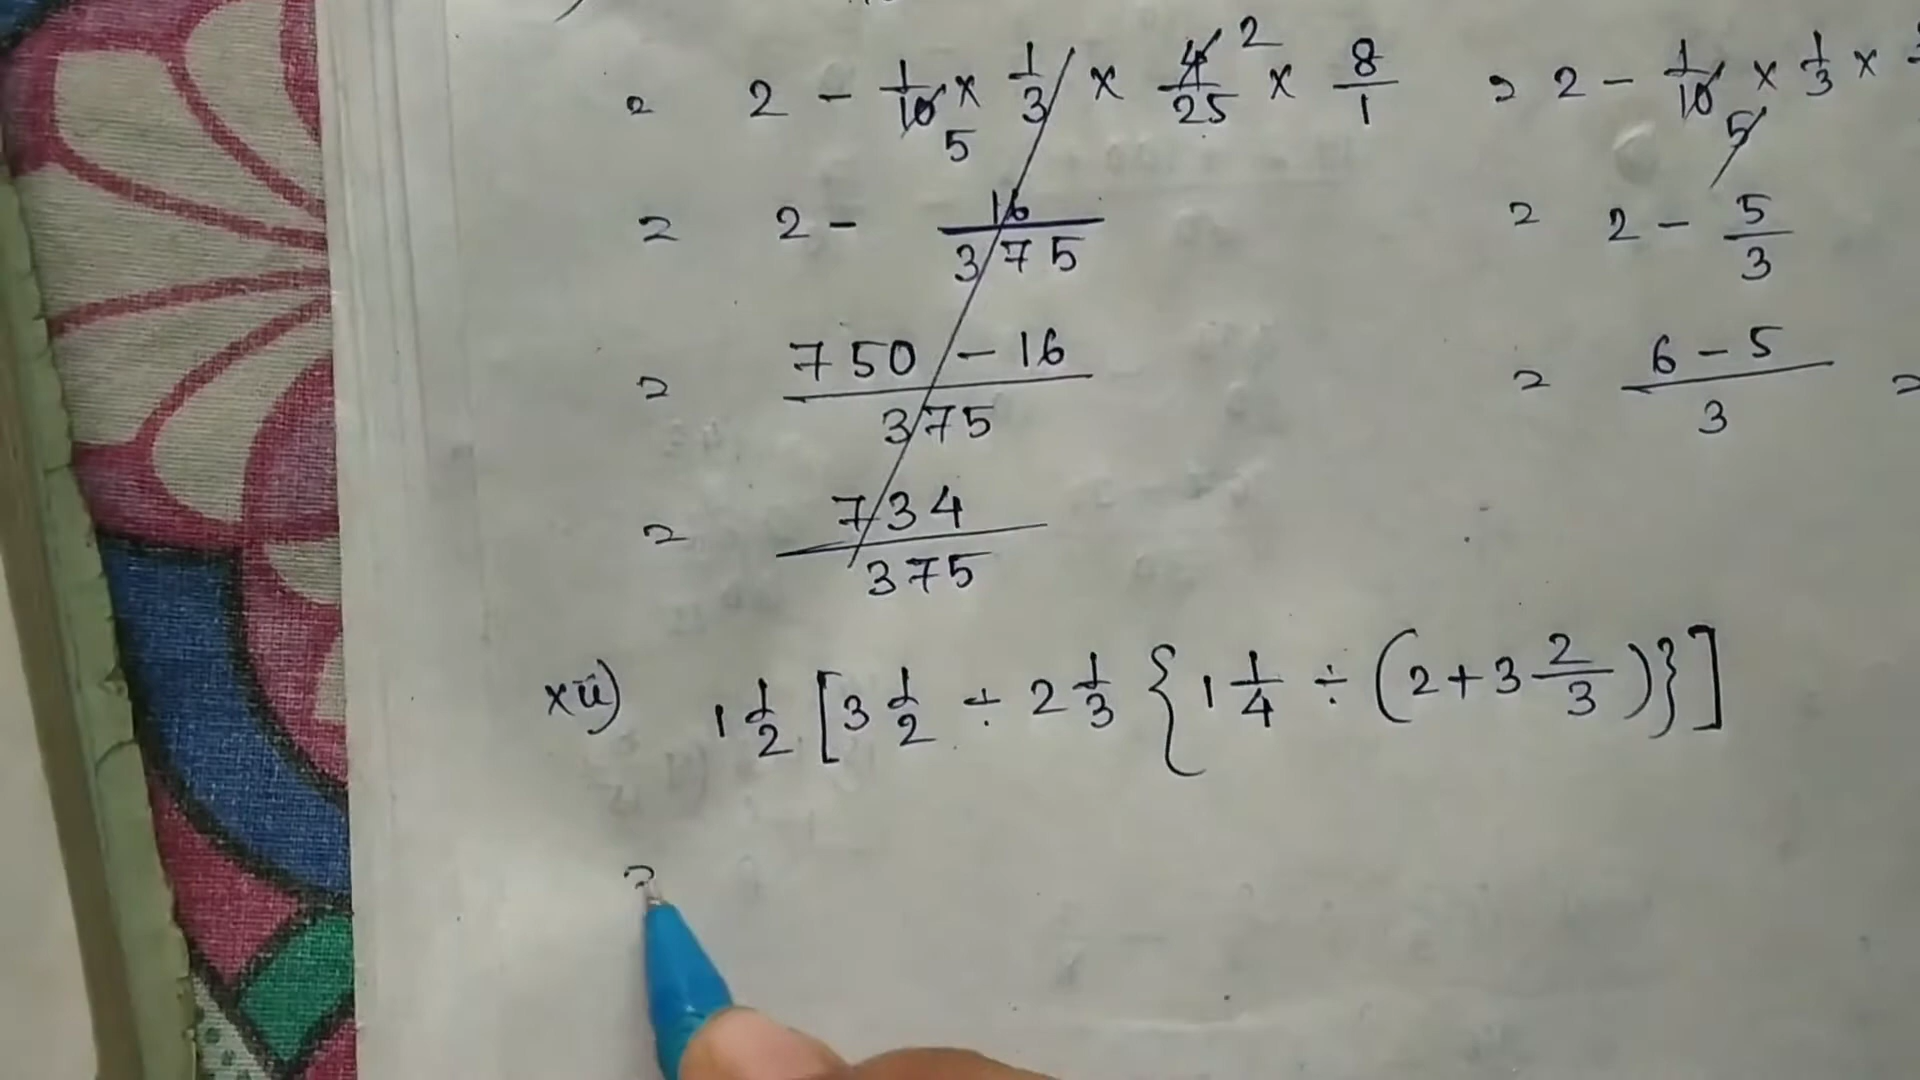 = 2 - 1/10 5 × 1/3 × 4/25 2 × 8/1
= 2 - 16/375
= 750 - 16/375
= 734/375
= 2 - 1/10 5 × 1/3 ×
= 2 - 5/3
= 6 - 5/3 =
xii) 1 1/2 [3 1/2 ÷ 2 1/3 {1 1/4 ÷ (2 + 3 2/3)}]
=